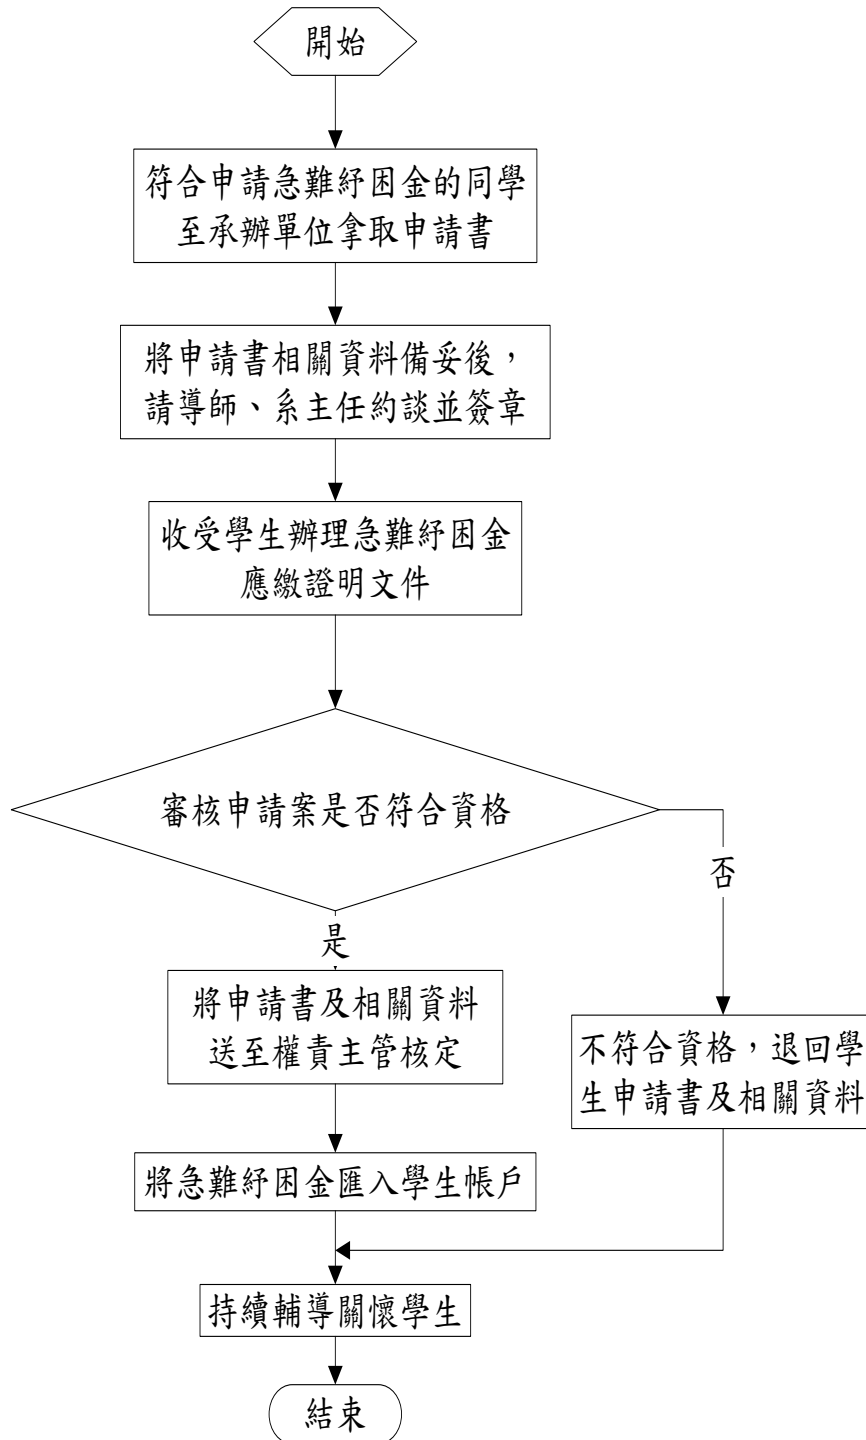 開始
符合申請急難紓困金的同學
至承辦單位拿取申請書
將申請書相關資料備妥後，
請導師、系主任約談並簽章
收受學生辦理急難紓困金
應繳證明文件
審核申請案是否符合資格
否
是
將申請書及相關資料
送至權責主管核定
不符合資格，退回學
生申請書及相關資料
將急難紓困金匯入學生帳戶
持續輔導關懷學生
結束